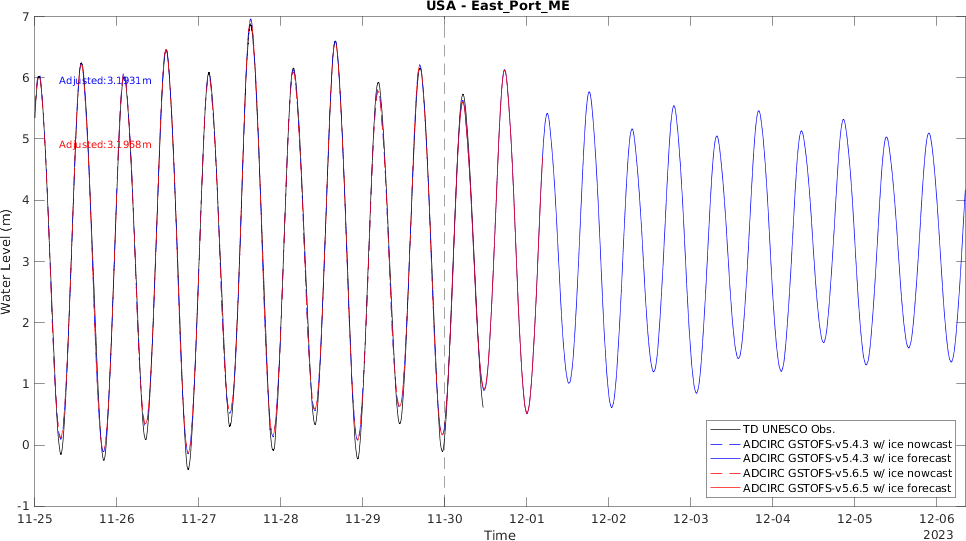 USA - East_Port_ME
7
6
5
4
3
2
1
0
-1
Water Level (m)
Adjusted:3.1931m
Adjusted:3.1968m
TD UNESCO Obs.
ADCIRC GSTOFS-v5.4.3 w/ ice nowcast
ADCIRC GSTOFS-v5.4.3 w/ ice forecast
ADCIRC GSTOFS-v5.6.5 w/ ice nowcast
ADCIRC GSTOFS-v5.6.5 w/ ice forecast
11-25 11-26 11-27 11-28 11-29 11-30 12-01 12-02 12-03 12-04 12-05 12-06
Time
2023